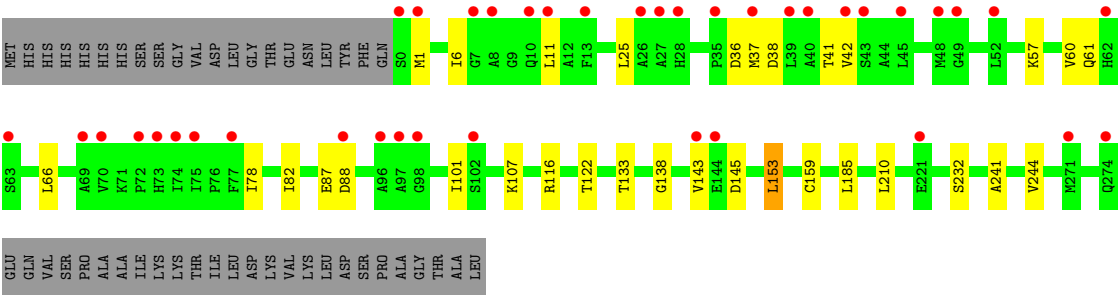 MET HIS HIS HIS HIS HIS HIS SER SER GLY VAL ASP LEU GLY THR GLU ASN LEU TYR PHE GLN S0 M1 I6 G7 A8 G9 Q10 L11 A12 F13 L25 A26 A27 H28 P35 D36 M37 D38 L39 A40 T41 V42 S43 A44 L45 M48 G49 L52 K57 V60 Q61 H62
S63 L66 A69 V70 K71 P72 H73 I74 I75 P76 F77 I78 I82 E87 D88 A96 A97 G98 I101 S102 K107 R116 T122 T133 G138 V143 E144 D145 L153 C159 L185 L210 E221 S232 A241 V244 M271 Q274
GLU GLN VAL SER PRO ALA ALA ILE HIS LYS LYS THR ILE LEU ASP LYS VAL LYS LEU ASP SER PRO ALA GLY THR ALA LEU